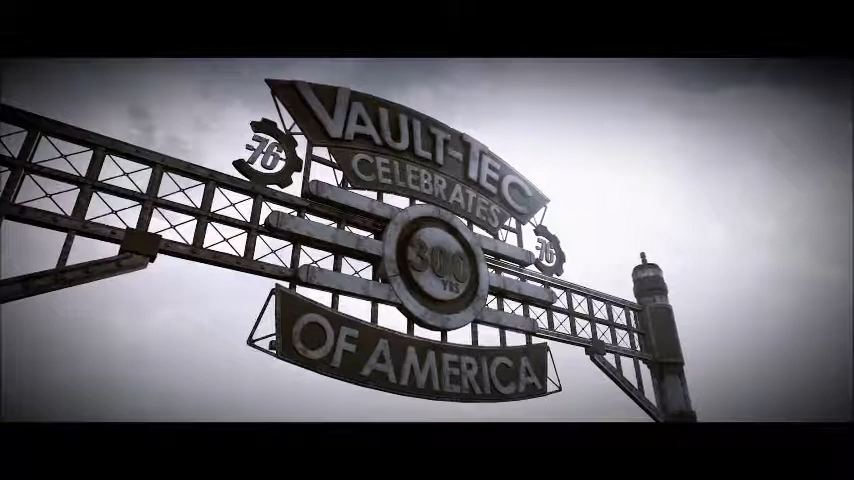 VAULT-TEC
CELEBRATES
76
76
300
YRS
OF AMERICA